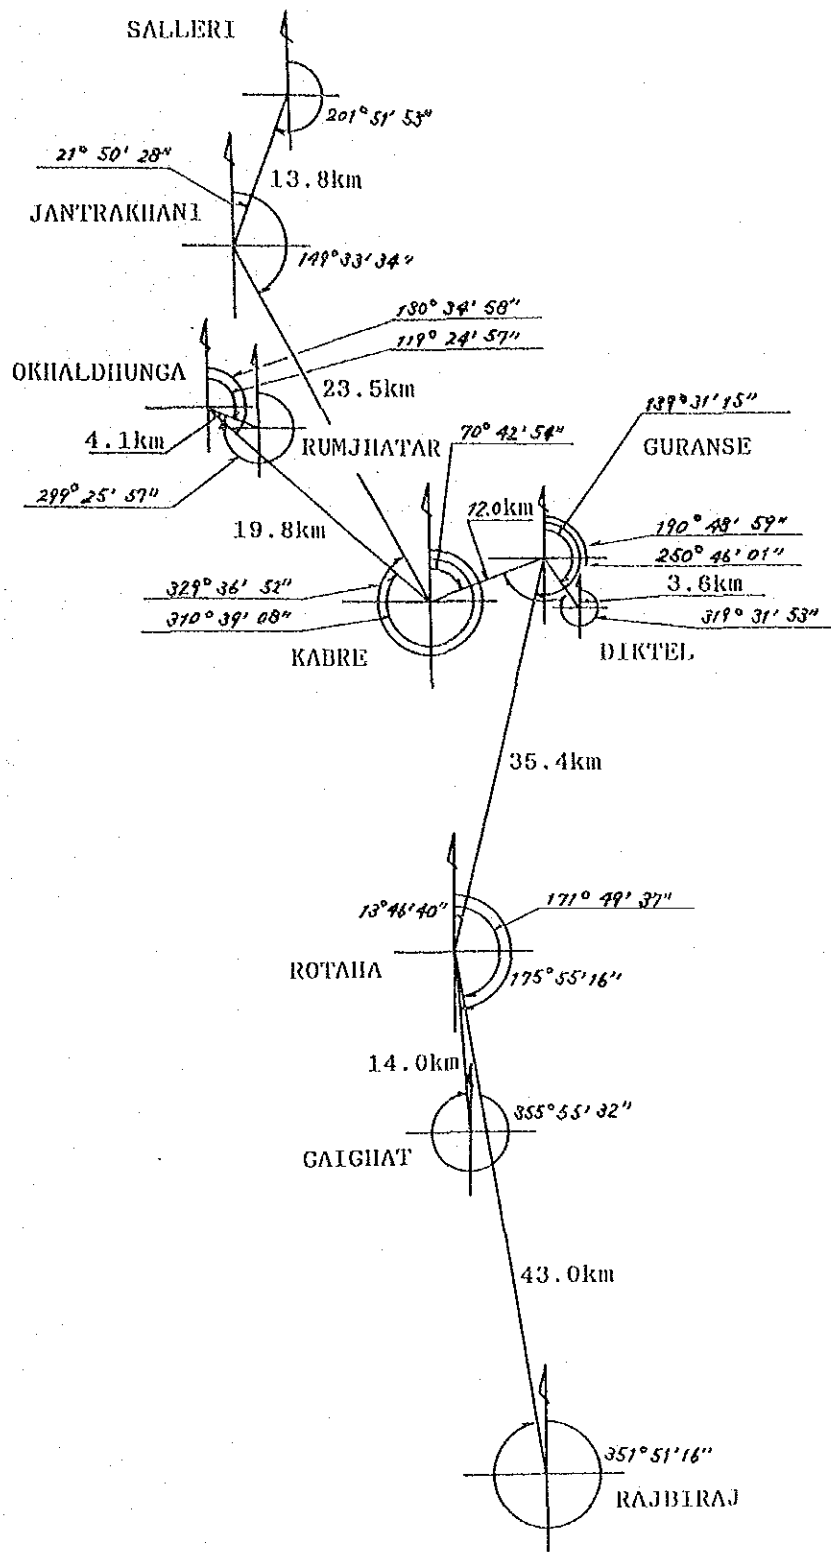 SALLERI
201° 51' 53"
21° 50' 28"
13.8km
JANTRAKHANI
149° 33' 34"
130° 34' 58"
119° 24' 57"
OKHALDHUNGA
23.5km
139° 31' 15"
4.1km
RUMJHATAR
70° 42' 54"
GURANSE
299° 25' 57"
12.0km
19.8km
190° 48' 59"
250° 46' 01"
329° 36' 52"
3.6km
310° 39' 08"
319° 31' 53"
KABRE
DIKTEL
35.4km
13° 46' 40"
171° 49' 37"
ROTAHA
175° 55' 16"
14.0km
355° 55' 32"
GAIGHAT
43.0km
351° 51' 16"
RAJBIRAJ